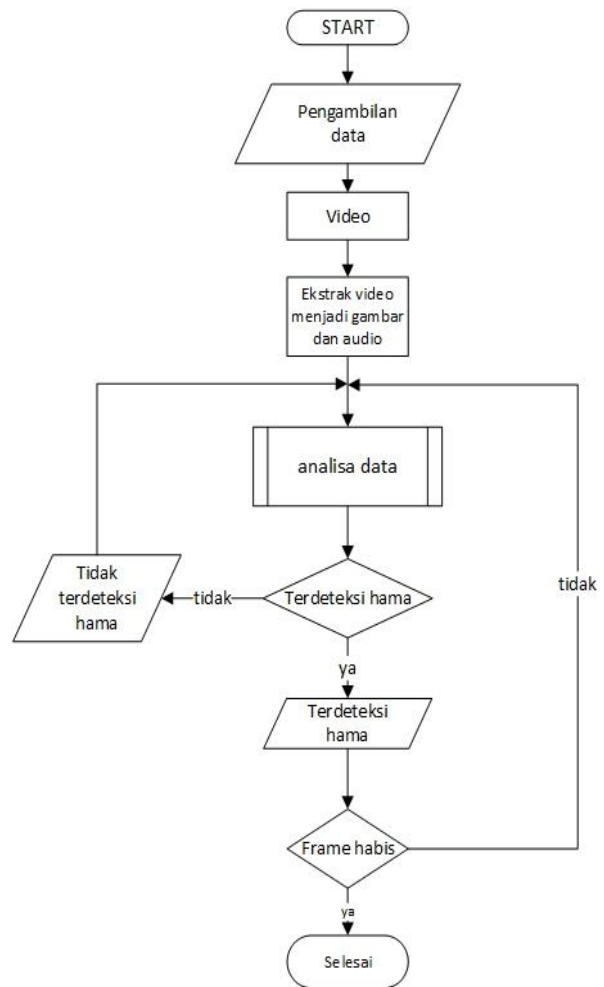 START
Pengambilan
data
Video
Ekstrak video
menjadi gambar
dan audio
analisa data
Terdeteksi hama
tidak
Tidak
terdeteksi
hama
ya
Terdeteksi
hama
Frame habis
tidak
ya
Selesai